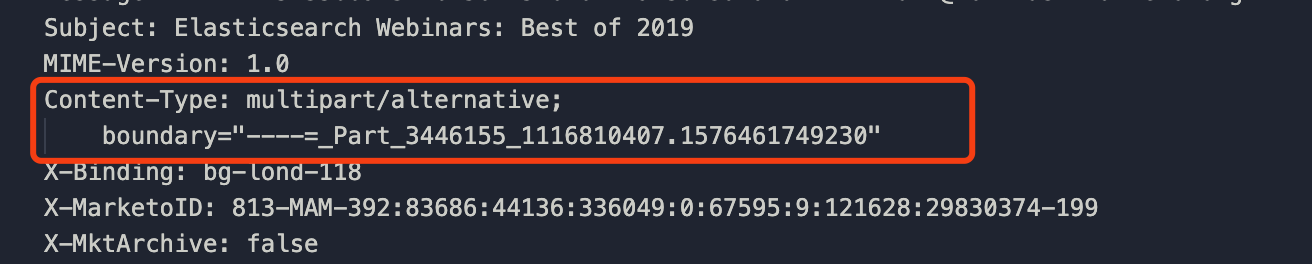 Subject: Elasticsearch Webinars: Best of 2019
MIME-Version: 1.0
Content-Type: multipart/alternative;
boundary="----=_Part_3446155_1116810407.1576461749230"
X-Binding: bg-lond-118
X-MarketoID: 813-MAM-392:83686:44136:336049:0:67595:9:121628:29830374-199
X-MktArchive: false